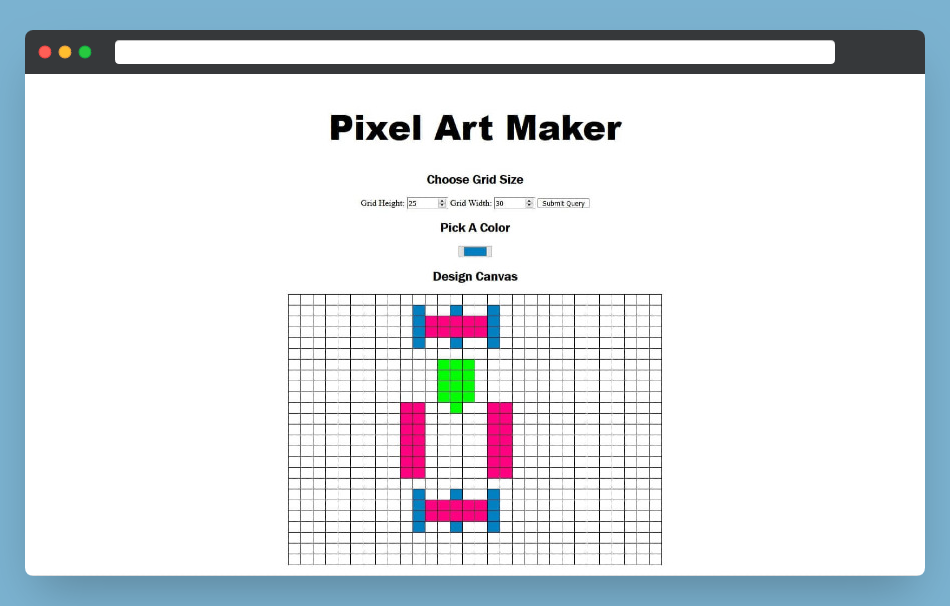 Pixel Art Maker
Choose Grid Size
Grid Height: 25 Grid Width: 30 Submit Query
Pick A Color
Design Canvas